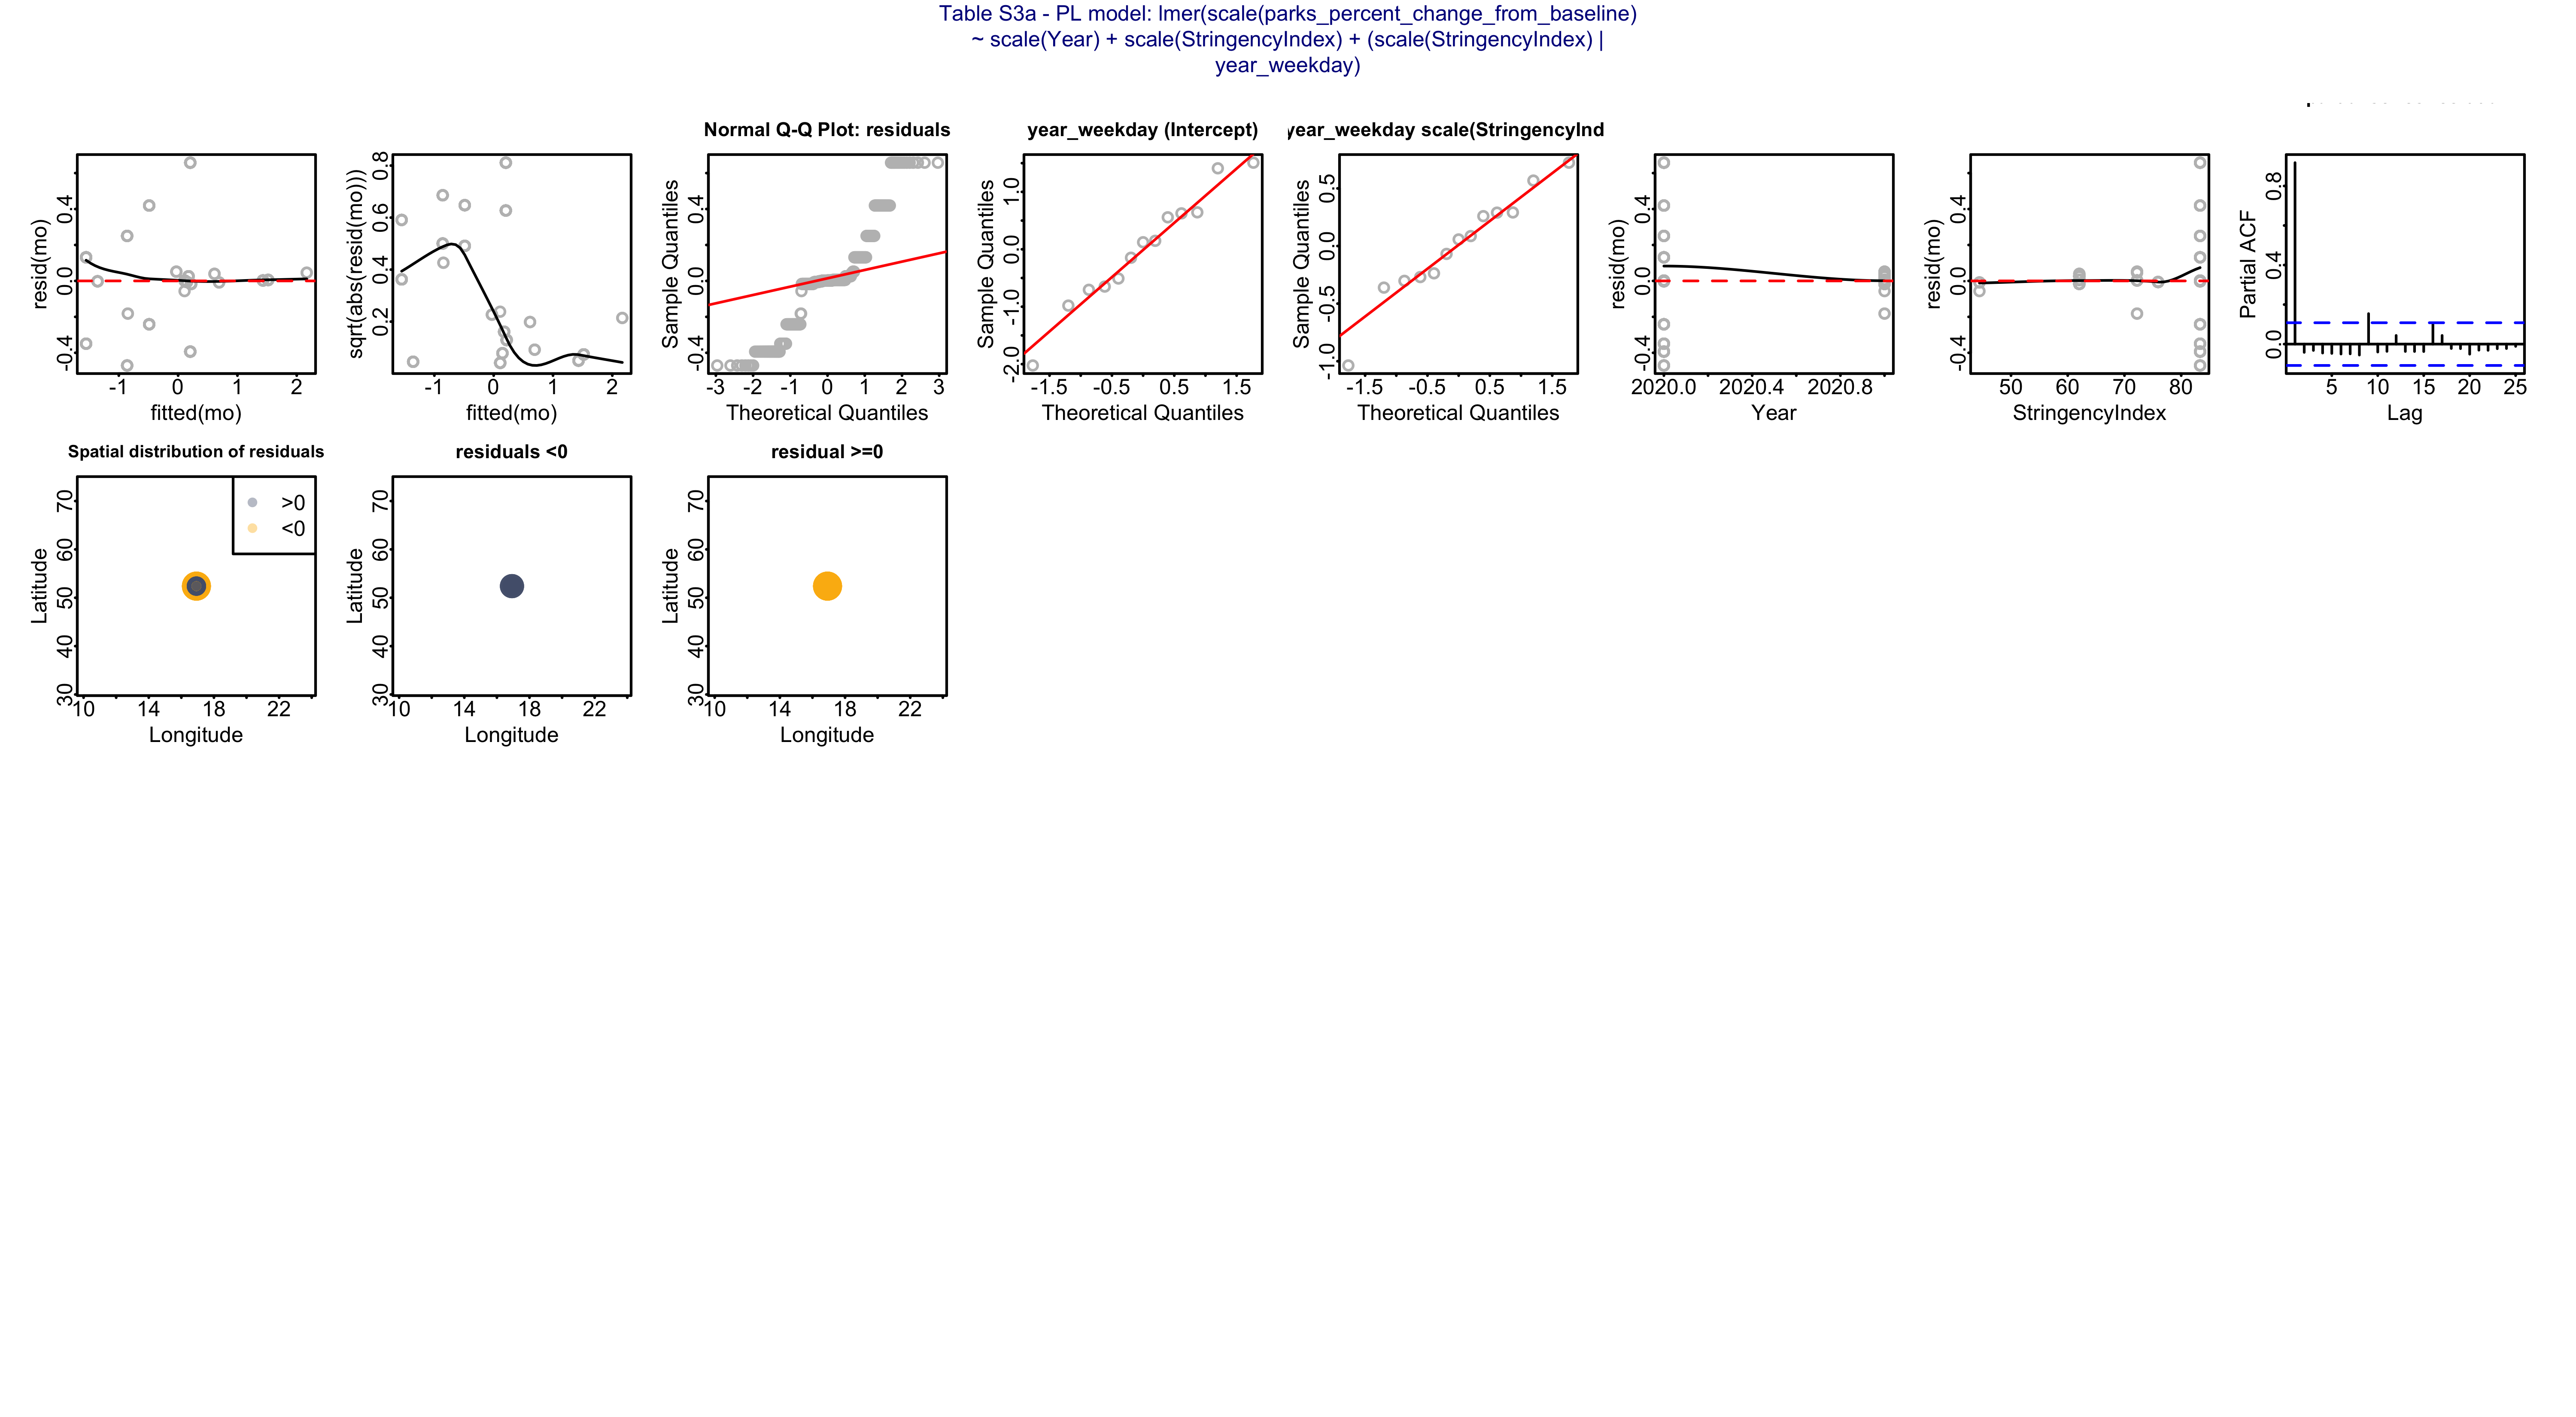 Table S3a - PL model: lmer(scale(parks_percent_change_from_baseline)
~ scale(Year) + scale(StringencyIndex) + (scale(StringencyIndex) |
year_weekday)
resid(mo)
-0.4 0.0 0.4
-1 0 1 2
fitted(mo)
sqrt(abs(resid(mo)))
0.2 0.4 0.6 0.8
-1 0 1 2
fitted(mo)
Normal Q-Q Plot: residuals
Sample Quantiles
-0.4 0.0 0.4
-3 -2 -1 0 1 2 3
Theoretical Quantiles
year_weekday (Intercept)
Sample Quantiles
-2.0 -1.0 0.0 1.0
-1.5 -0.5 0.5 1.5
Theoretical Quantiles
year_weekday scale(StringencyInd
Sample Quantiles
-1.0 -0.5 0.0 0.5
-1.5 -0.5 0.5 1.5
Theoretical Quantiles
resid(mo)
-0.4 0.0 0.4
2020.0 2020.4 2020.8
Year
resid(mo)
-0.4 0.0 0.4
50 60 70 80
StringencyIndex
Partial ACF
0.0 0.4 0.8
5 10 15 20 25
Lag
Spatial distribution of residuals
>0
<0
Latitude
30 40 50 60 70
10 14 18 22
Longitude
residuals <0
Latitude
30 40 50 60 70
10 14 18 22
Longitude
residual >=0
Latitude
30 40 50 60 70
10 14 18 22
Longitude